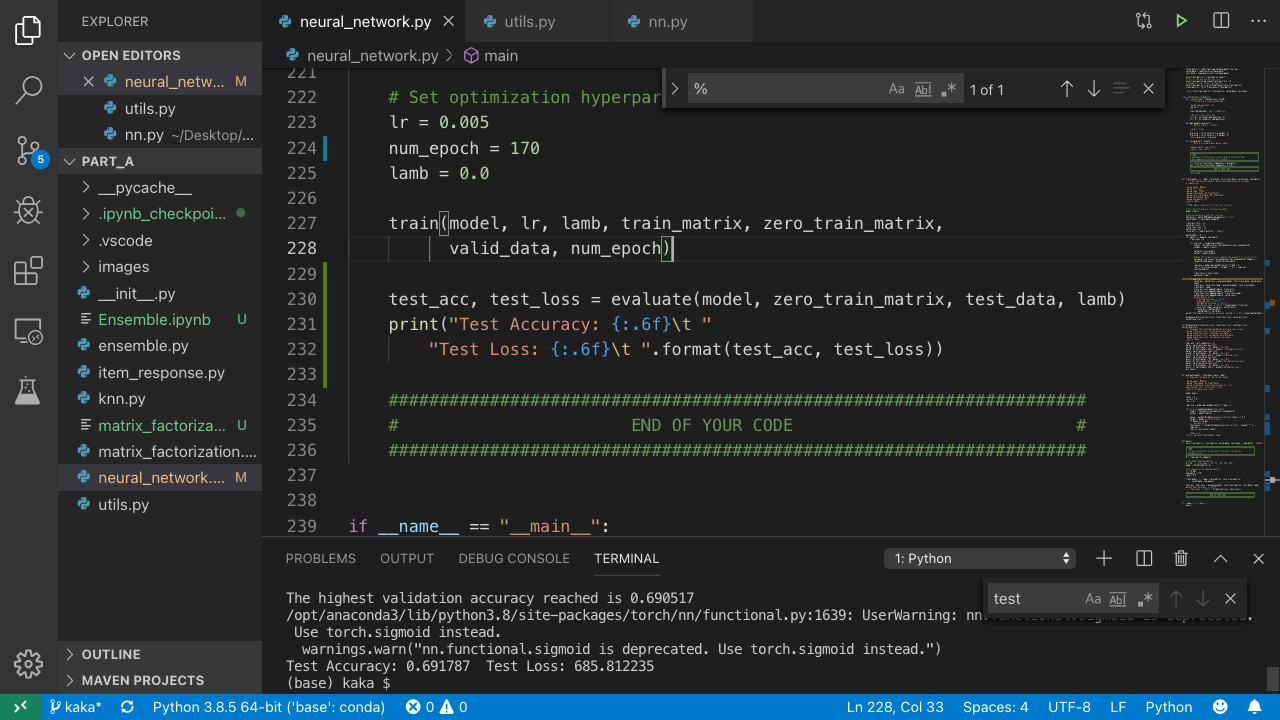 EXPLORER
OPEN EDITORS
neural_netw... M
utils.py
nn.py ~/Desktop/...
PART_A
__pycache__
.ipynb_checkpoi...
.vscode
images
__init__.py
Ensemble.ipynb U
ensemble.py
item_response.py
knn.py
matrix_factoriza... U
matrix_factorization....
neural_network.... M
utils.py
OUTLINE
MAVEN PROJECTS
5
neural_network.py
utils.py
nn.py
neural_network.py > main
% Aa Abl .* 1 of 1
221
222 # Set optimization hyperpar
223 lr = 0.005
224 num_epoch = 170
225 lamb = 0.0
226
227 train(model, lr, lamb, train_matrix, zero_train_matrix,
228 valid_data, num_epoch)
229
230 test_acc, test_loss = evaluate(model, zero_train_matrix, test_data, lamb)
231 print("Test Accuracy: {:.6f}\t "
232 "Test Loss: {:.6f}\t ".format(test_acc, test_loss))
233
234 #####################################################################
235 # END OF YOUR CODE #
236 #####################################################################
237
238
239 if __name__ == "__main__":
PROBLEMS OUTPUT DEBUG CONSOLE TERMINAL
1: Python
test Aa Abl .*
The highest validation accuracy reached is 0.690517
/opt/anaconda3/lib/python3.8/site-packages/torch/nn/functional.py:1639: UserWarning: nn.functional.sigmoid is deprecated.
Use torch.sigmoid instead.
warnings.warn("nn.functional.sigmoid is deprecated. Use torch.sigmoid instead.")
Test Accuracy: 0.691787 Test Loss: 685.812235
(base) kaka $
kaka* Python 3.8.5 64-bit ('base': conda) 0 0 Ln 228, Col 33 Spaces: 4 UTF-8 LF Python